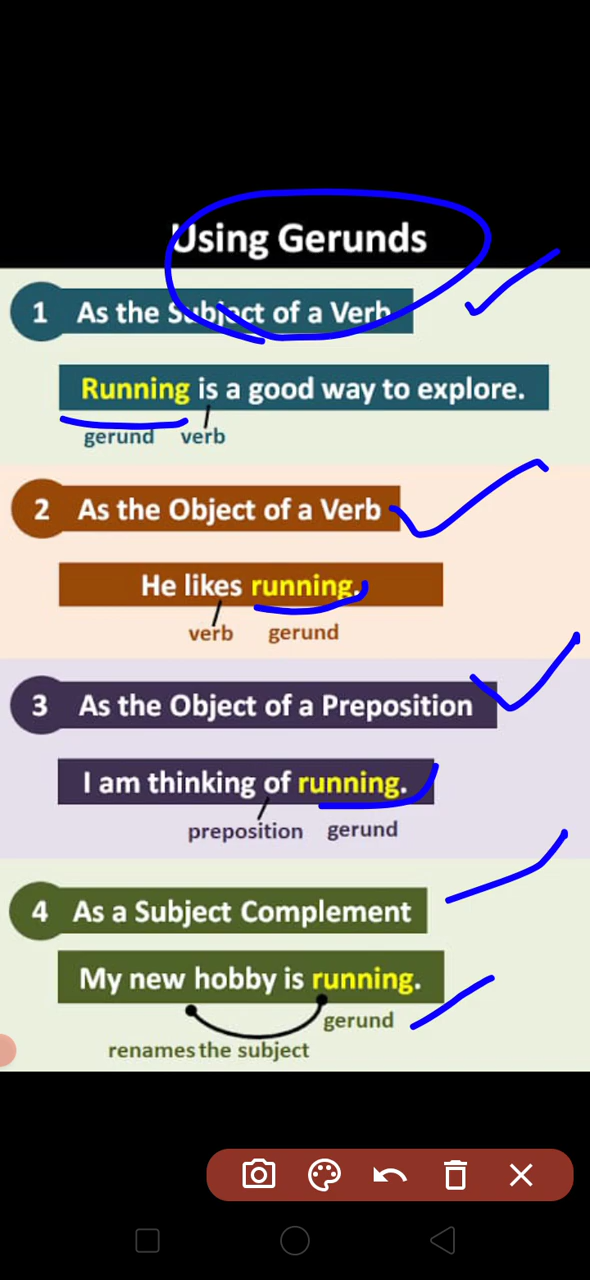 Using Gerunds
1 As the Subject of a Verb
Running is a good way to explore.
gerund verb
2 As the Object of a Verb
He likes running.
verb gerund
3 As the Object of a Preposition
I am thinking of running.
preposition gerund
4 As a Subject Complement
My new hobby is running.
gerund
renames the subject